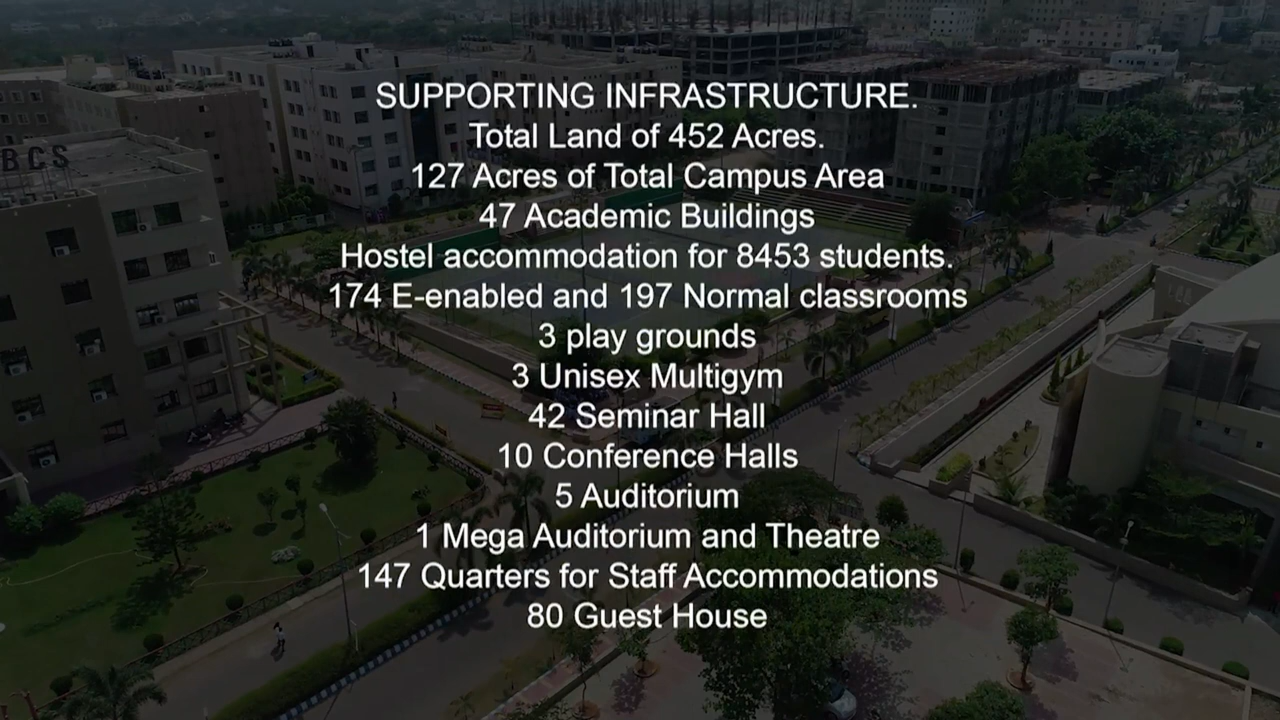 SUPPORTING INFRASTRUCTURE.
Total Land of 452 Acres.
127 Acres of Total Campus Area
47 Academic Buildings
Hostel accommodation for 8453 students.
174 E-enabled and 197 Normal classrooms
3 play grounds
3 Unisex Multigym
42 Seminar Hall
10 Conference Halls
5 Auditorium
1 Mega Auditorium and Theatre
147 Quarters for Staff Accommodations
80 Guest House
BCS